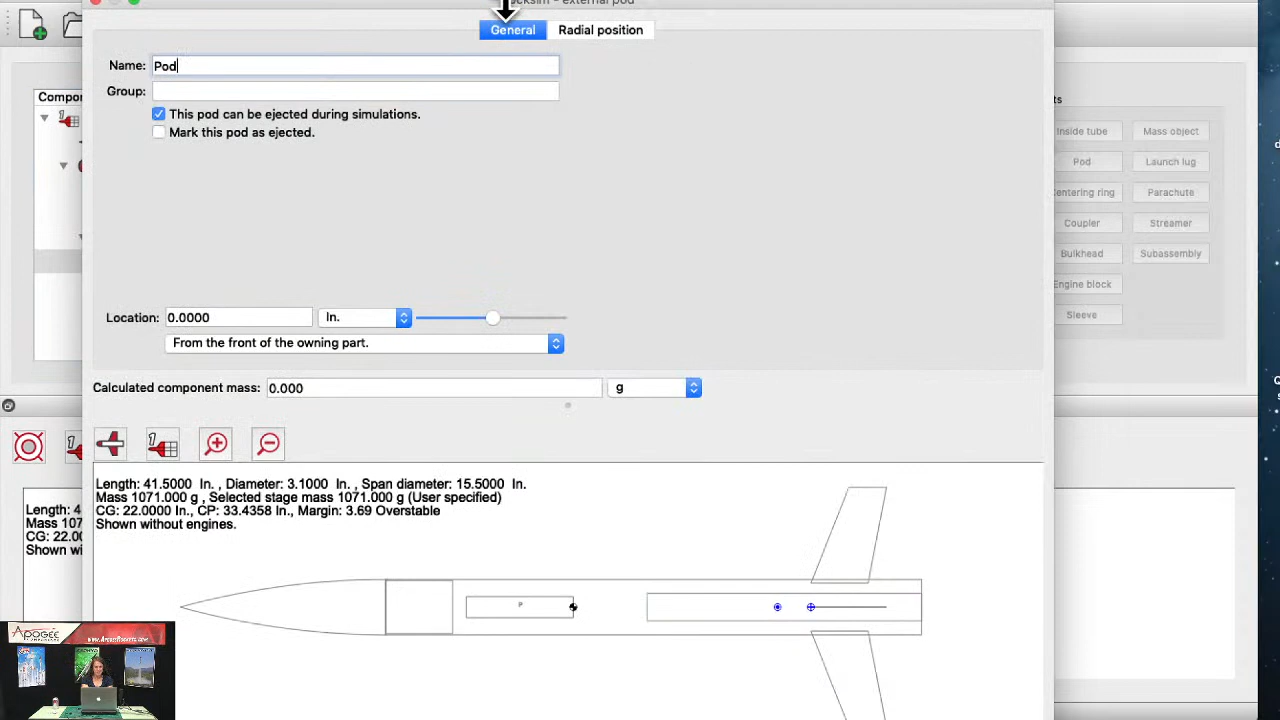 General Radial position
Name: Pod
Group:
This pod can be ejected during simulations.
Mark this pod as ejected.
Location: 0.0000 In.
From the front of the owning part.
Calculated component mass: 0.000 g
Length: 41.5000 In. , Diameter: 3.1000 In. , Span diameter: 15.5000 In.
Mass 1071.000 g , Selected stage mass 1071.000 g (User specified)
CG: 22.0000 In., CP: 33.4358 In., Margin: 3.69 Overstable
Shown without engines.
P
Inside tube Mass object
Pod Launch lug
Centering ring Parachute
Coupler Streamer
Bulkhead Subassembly
Engine block
Sleeve
APOGEE